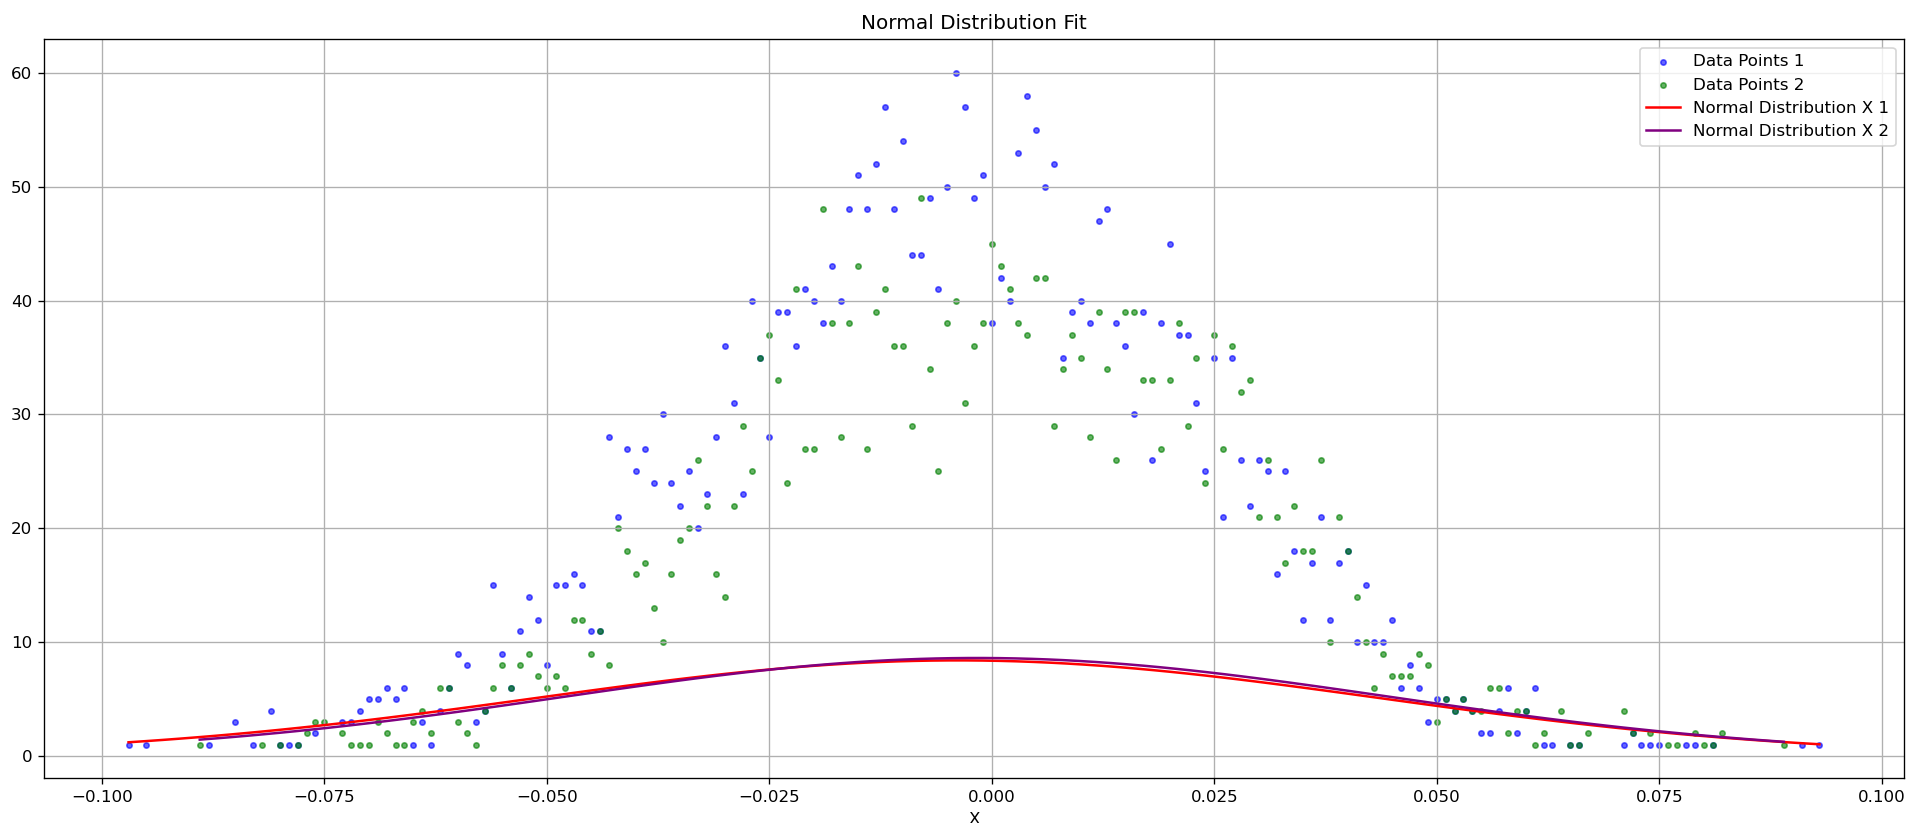 Normal Distribution Fit
Data Points 1
Data Points 2
Normal Distribution X 1
Normal Distribution X 2
60
50
40
30
20
10
0
−0.100
−0.075
−0.050
−0.025
0.000
0.025
0.050
0.075
0.100
x